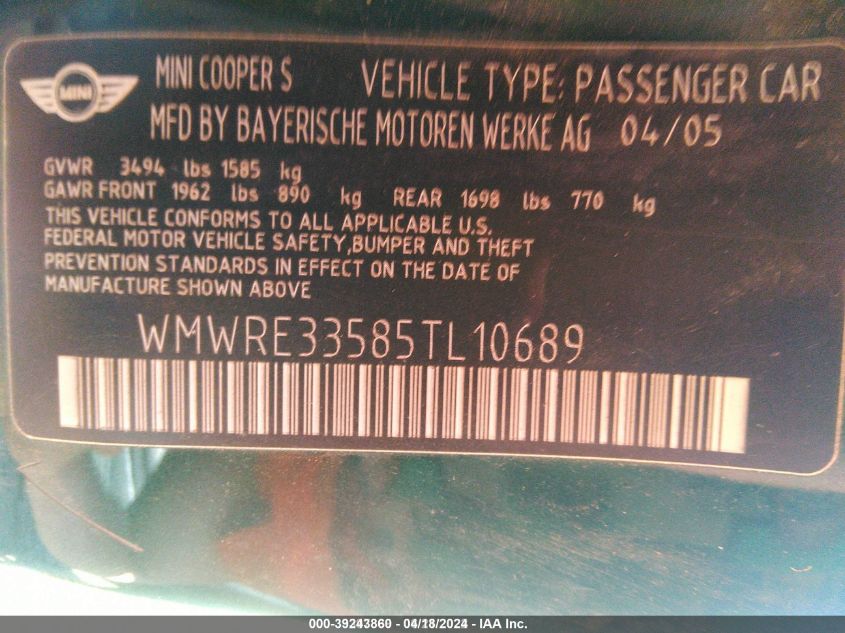 MINI
MINI COOPER S VEHICLE TYPE: PASSENGER CAR
MFD BY BAYERISCHE MOTOREN WERKE AG 04/05
GVWR 3494 lbs 1585 kg
GAWR FRONT 1962 lbs 890 kg REAR 1698 lbs 770 kg
THIS VEHICLE CONFORMS TO ALL APPLICABLE U.S.
FEDERAL MOTOR VEHICLE SAFETY,BUMPER AND THEFT
PREVENTION STANDARDS IN EFFECT ON THE DATE OF
MANUFACTURE SHOWN ABOVE
WMWRE33585TL10689
000-39243860 - 04/18/2024 - IAA Inc.